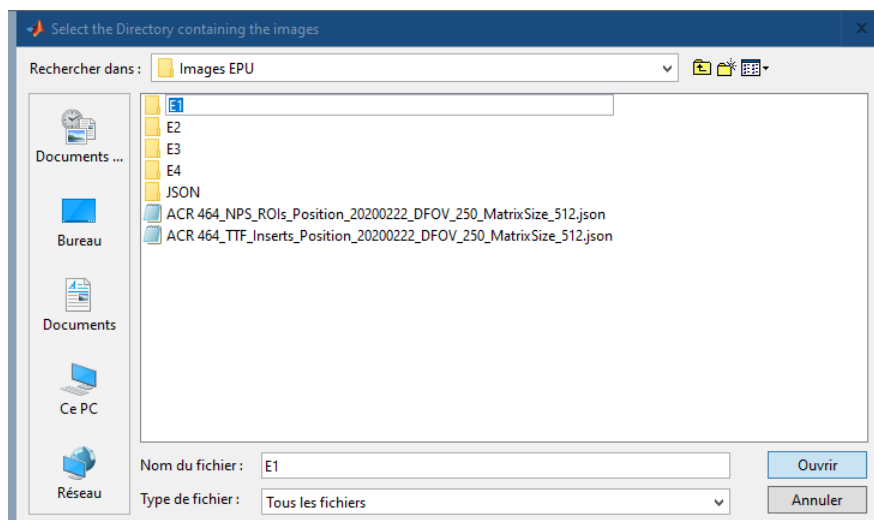 Select the Directory containing the images
x
Rechercher dans :
Images EPU
E1
E2
E3
E4
JSON
ACR 464_NPS_ROIs_Position_20200222_DFOV_250_MatrixSize_512.json
ACR 464_TTF_Inserts_Position_20200222_DFOV_250_MatrixSize_512.json
Documents ...
Bureau
Documents
Ce PC
Réseau
Nom du fichier :
E1
Ouvrir
Type de fichier :
Tous les fichiers
Annuler